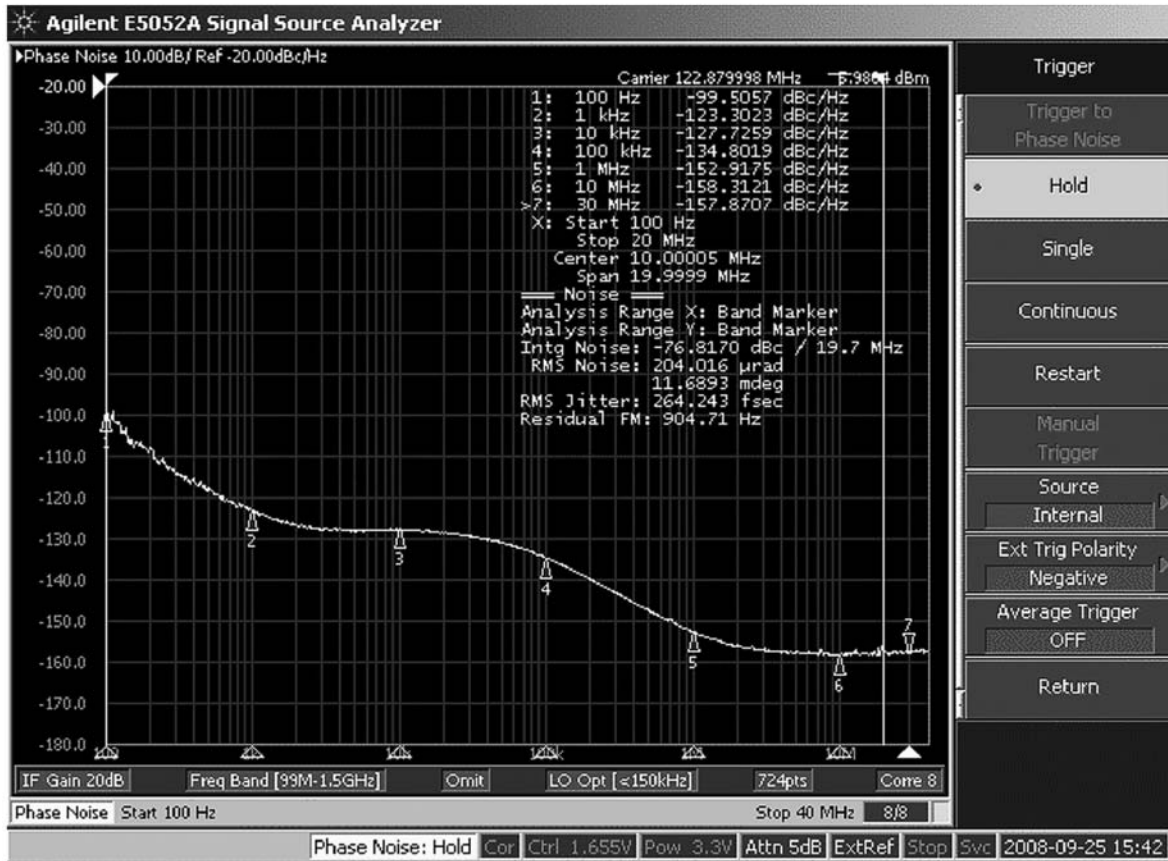 Agilent E5052A Signal Source Analyzer
Phase Noise 10.00dB/ Ref -20.00dBc/Hz
Carrier 122.879998 MHz
1: 100 Hz -99.5057 dBc/Hz
2: 1 kHz -123.3023 dBc/Hz
3: 10 kHz -127.7259 dBc/Hz
4: 100 kHz -134.8019 dBc/Hz
5: 1 MHz -152.9175 dBc/Hz
6: 10 MHz -158.3121 dBc/Hz
>7: 30 MHz -157.8707 dBc/Hz
X: Start 100 Hz
Stop 20 MHz
Center 10.00005 MHz
Span 19.9999 MHz
=== Noise ===
Analysis Range X: Band Marker
Analysis Range Y: Band Marker
Intg Noise: -76.8170 dBc / 19.7 MHz
RMS Noise: 204.016 µrad
11.6893 mdeg
RMS Jitter: 264.243 fsec
Residual FM: 904.71 Hz
-20.00
-30.00
-40.00
-50.00
-60.00
-70.00
-80.00
-90.00
-100.0
-110.0
-120.0
-130.0
-140.0
-150.0
-160.0
-170.0
-180.0
1
2
3
4
5
6
7
10M
IF Gain 20dB
Freq Band [99M-1.5GHz]
Omit
LO Opt [<150kHz]
724pts
Corre 8
Phase Noise Start 100 Hz
Stop 40 MHz
8/8
Trigger
Trigger to
Phase Noise
Hold
Single
Continuous
Restart
Manual
Trigger
Source
Internal
Ext Trig Polarity
Negative
Average Trigger
OFF
Return
Phase Noise: Hold
Cor
Ctrl 1.655V
Pow 3.3V
Attn 5dB
ExtRef
Stop
Svc
2008-09-25 15:42